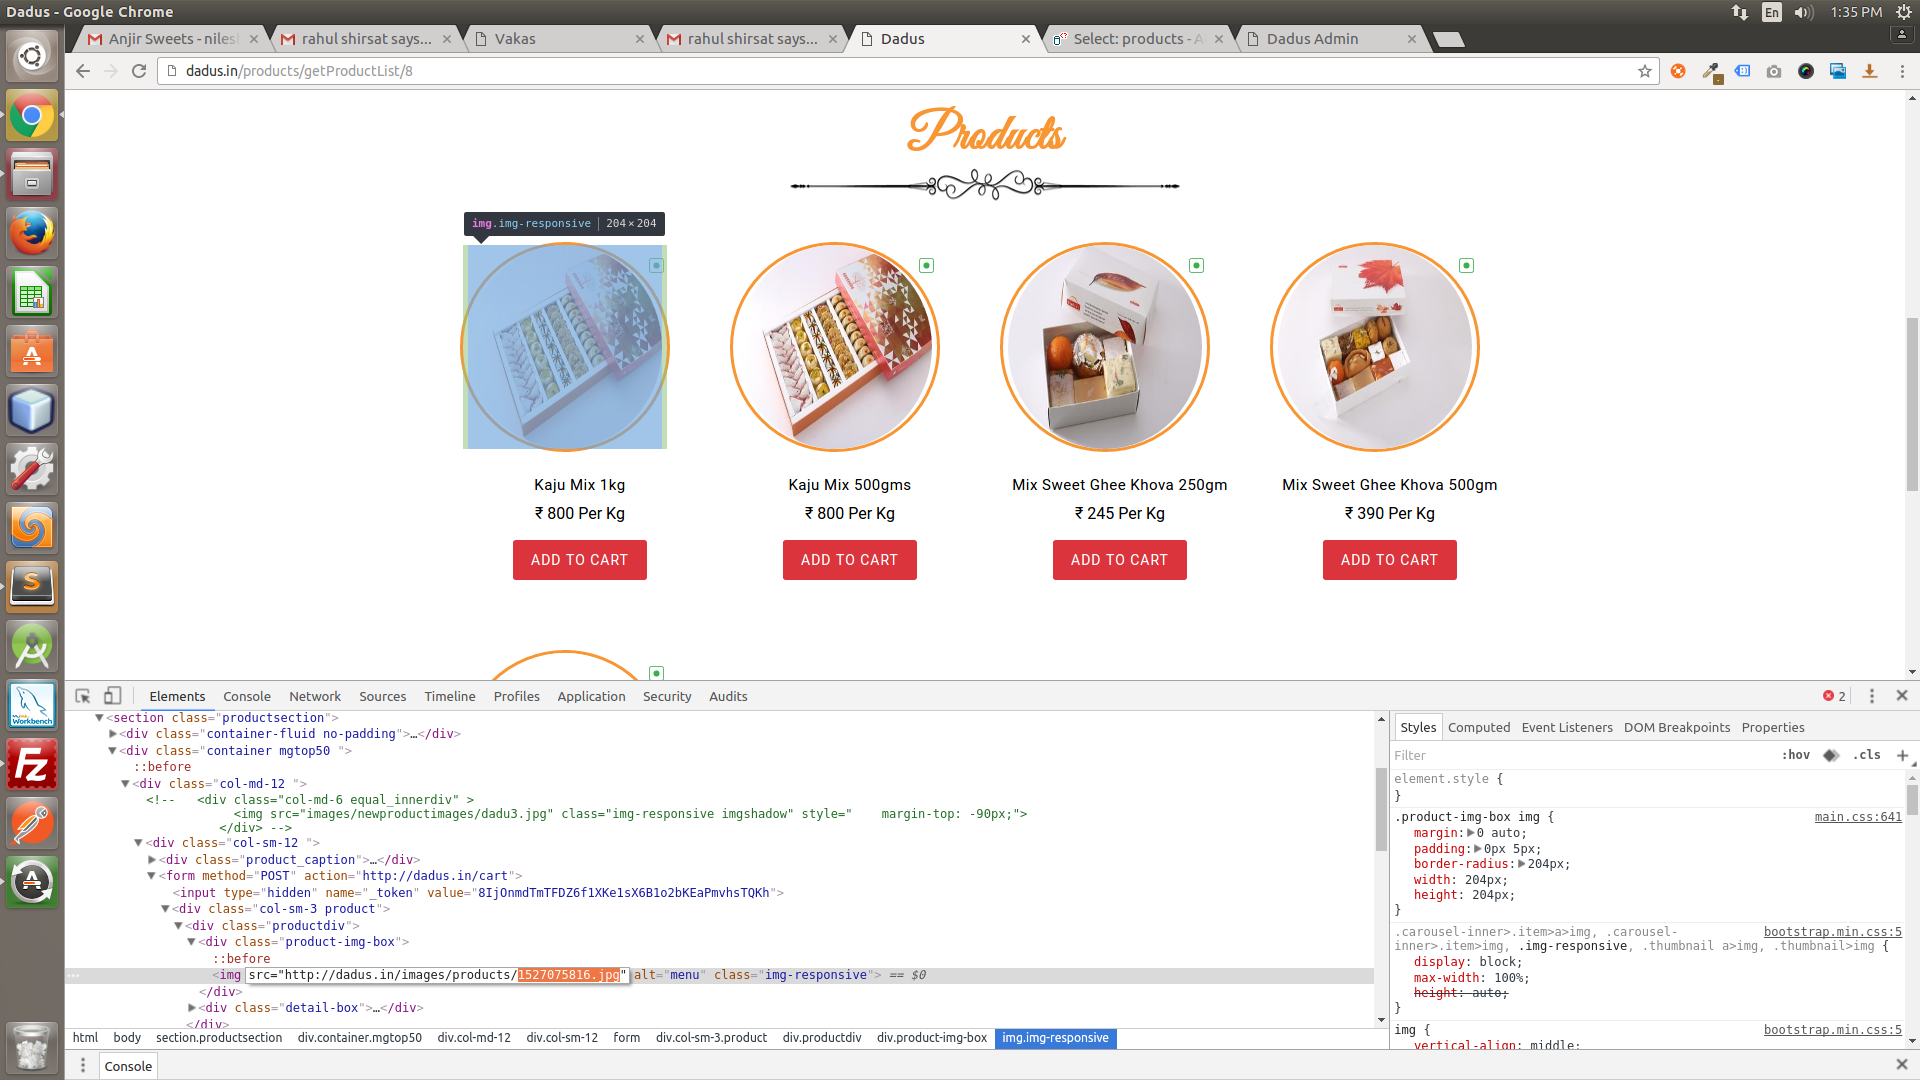 Dadus - Google Chrome
En
1:35 PM
Anjir Sweets - niles
rahul shirsat says...
Vakas
rahul shirsat says...
Dadus
Select: products - A
Dadus Admin
dadus.in/products/getProductList/8
Products
img.img-responsive | 204 × 204
Kaju Mix 1kg
₹ 800 Per Kg
ADD TO CART
Kaju Mix 500gms
₹ 800 Per Kg
ADD TO CART
Mix Sweet Ghee Khova 250gm
₹ 245 Per Kg
ADD TO CART
Mix Sweet Ghee Khova 500gm
₹ 390 Per Kg
ADD TO CART
Elements Console Network Sources Timeline Profiles Application Security Audits
2
<section class="productsection">
<div class="container-fluid no-padding">…</div>
<div class="container mgtop50 ">
::before
<div class="col-md-12 ">
<!-- <div class="col-md-6 equal_innerdiv" >
<img src="images/newproductimages/dadu3.jpg" class="img-responsive imgshadow" style=" margin-top: -90px;">
</div> -->
<div class="col-sm-12 ">
<div class="product_caption">…</div>
<form method="POST" action="http://dadus.in/cart">
<input type="hidden" name="_token" value="8IjOnmdTmTFDZ6f1XKe1sX6B1o2bKEaPmvhsTQKh">
<div class="col-sm-3 product">
<div class="productdiv">
<div class="product-img-box">
::before
<img src="http://dadus.in/images/products/1527075816.jpg" alt="menu" class="img-responsive"> == $0
</div>
<div class="detail-box">…</div>
</div>
html body section.productsection div.container.mgtop50 div.col-md-12 div.col-sm-12 form div.col-sm-3.product div.productdiv div.product-img-box img.img-responsive
Console
Styles Computed Event Listeners DOM Breakpoints Properties
Filter
:hov .cls +
element.style {
}
.product-img-box img { main.css:641
margin: 0 auto;
padding: 0px 5px;
border-radius: 204px;
width: 204px;
height: 204px;
}
.carousel-inner>.item>a>img, .carousel- bootstrap.min.css:5
inner>.item>img, .img-responsive, .thumbnail a>img, .thumbnail>img {
display: block;
max-width: 100%;
height: auto;
}
img { bootstrap.min.css:5
vertical-align: middle;